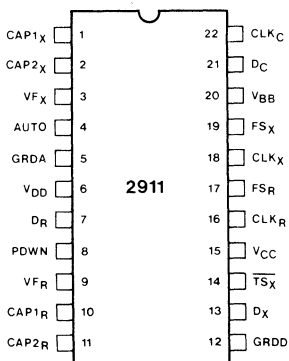 CAP1X 1 22 CLKC
CAP2X 2 21 DC
VFX 3 20 VBB
AUTO 4 19 FSX
GRDA 5 18 CLKX
VDD 6 2911 17 FSR
DR 7 16 CLKR
PDWN 8 15 VCC
VFR 9 14 T̅S̅X̅
CAP1R 10 13 DX
CAP2R 11 12 GRDD